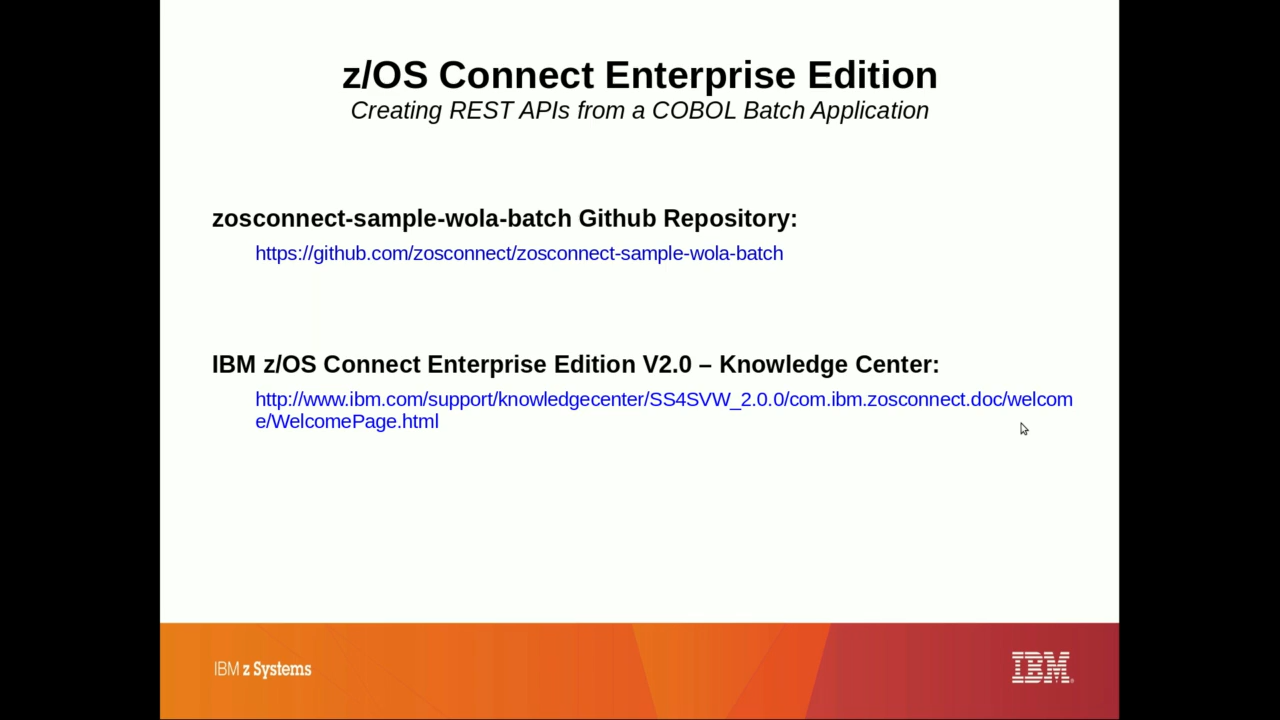 z/OS Connect Enterprise Edition
Creating REST APIs from a COBOL Batch Application
zosconnect-sample-wola-batch Github Repository:
https://github.com/zosconnect/zosconnect-sample-wola-batch
IBM z/OS Connect Enterprise Edition V2.0 – Knowledge Center:
http://www.ibm.com/support/knowledgecenter/SS4SVW_2.0.0/com.ibm.zosconnect.doc/welcom
e/WelcomePage.html
IBM z Systems
IBM®